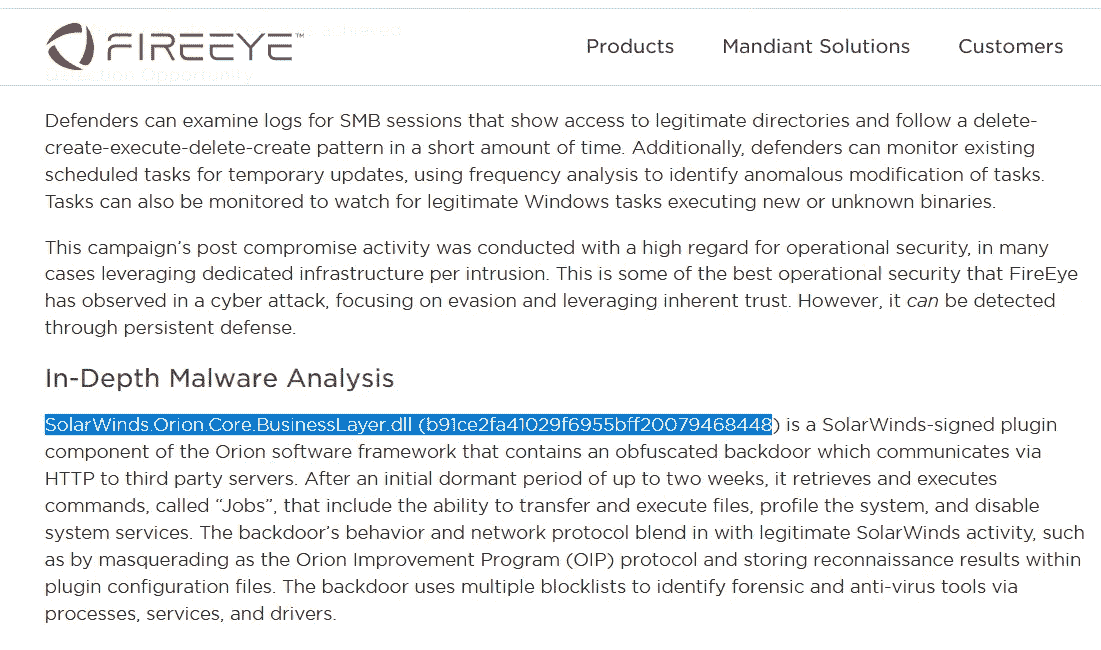 FIREEYE™
Products
Mandiant Solutions
Customers
Detection Opportunity
Defenders can examine logs for SMB sessions that show access to legitimate directories and follow a delete-
create-execute-delete-create pattern in a short amount of time. Additionally, defenders can monitor existing
scheduled tasks for temporary updates, using frequency analysis to identify anomalous modification of tasks.
Tasks can also be monitored to watch for legitimate Windows tasks executing new or unknown binaries.
This campaign’s post compromise activity was conducted with a high regard for operational security, in many
cases leveraging dedicated infrastructure per intrusion. This is some of the best operational security that FireEye
has observed in a cyber attack, focusing on evasion and leveraging inherent trust. However, it can be detected
through persistent defense.
In-Depth Malware Analysis
SolarWinds.Orion.Core.BusinessLayer.dll (b91ce2fa41029f6955bff20079468448) is a SolarWinds-signed plugin
component of the Orion software framework that contains an obfuscated backdoor which communicates via
HTTP to third party servers. After an initial dormant period of up to two weeks, it retrieves and executes
commands, called “Jobs”, that include the ability to transfer and execute files, profile the system, and disable
system services. The backdoor’s behavior and network protocol blend in with legitimate SolarWinds activity, such
as by masquerading as the Orion Improvement Program (OIP) protocol and storing reconnaissance results within
plugin configuration files. The backdoor uses multiple blocklists to identify forensic and anti-virus tools via
processes, services, and drivers.